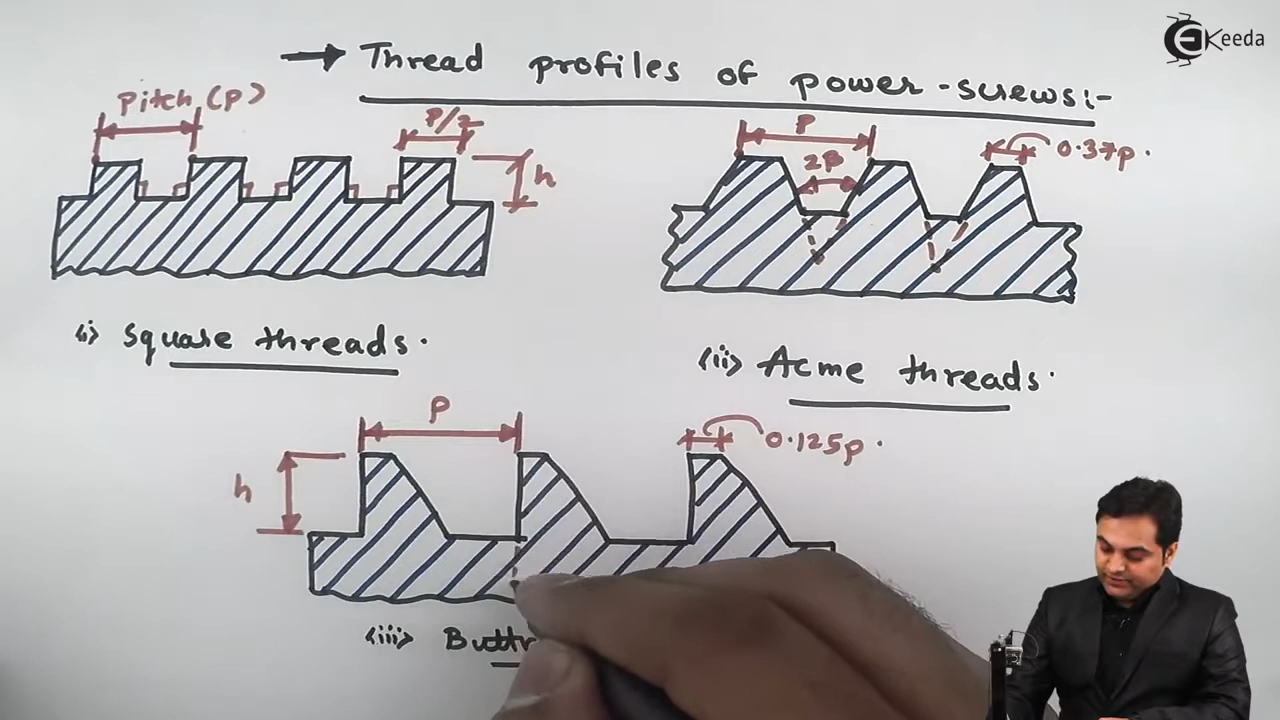 Keeda
→ Thread profiles of power-screws:-
Pitch (p)
P/2
h
P
2β
0.37p.
(i) Square threads.
(ii) Acme threads.
P
h
0.125p.
(iii) Buttr